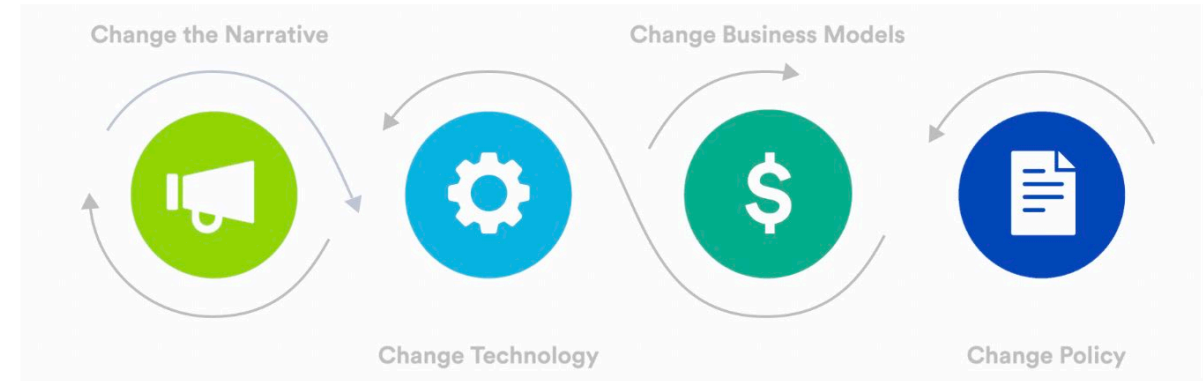 Change the Narrative
Change Business Models
$
Change Technology
Change Policy